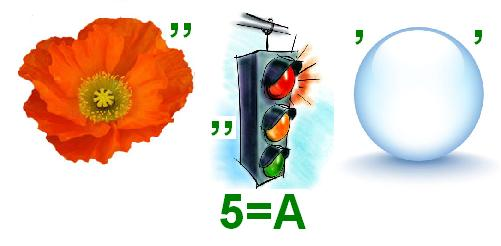 ,,
,,
, ,
5=A